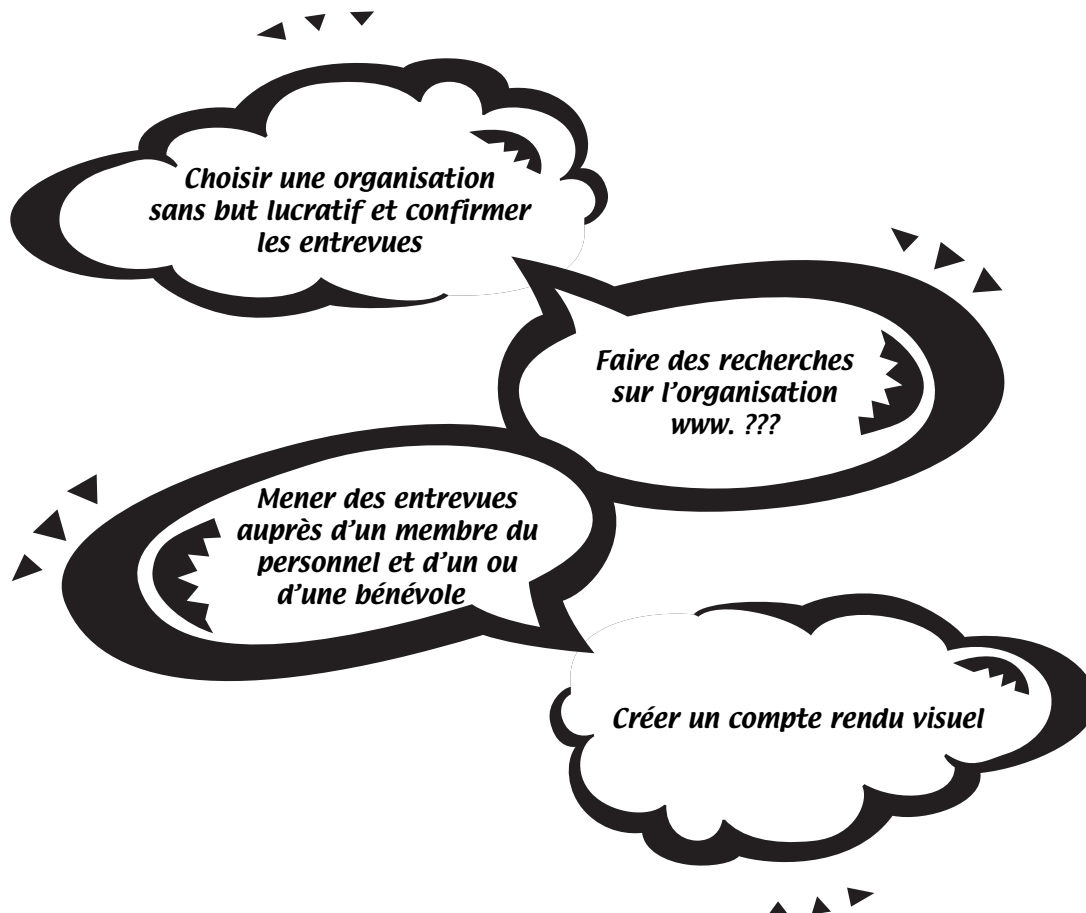 Choisir une organisation
sans but lucratif et confirmer
les entrevues
Faire des recherches
sur l’organisation
www. ???
Mener des entrevues
auprès d’un membre du
personnel et d’un ou
d’une bénévole
Créer un compte rendu visuel